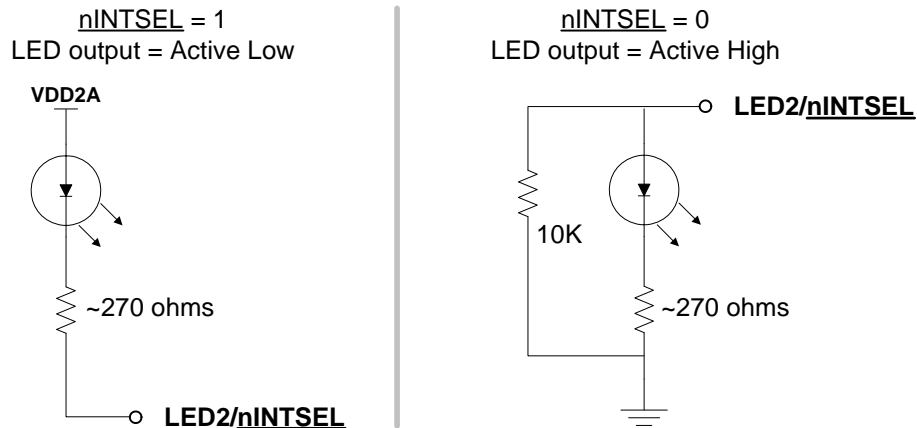 nINTSEL = 1
LED output = Active Low
VDD2A
~270 ohms
LED2/nINTSEL
nINTSEL = 0
LED output = Active High
LED2/nINTSEL
10K
~270 ohms